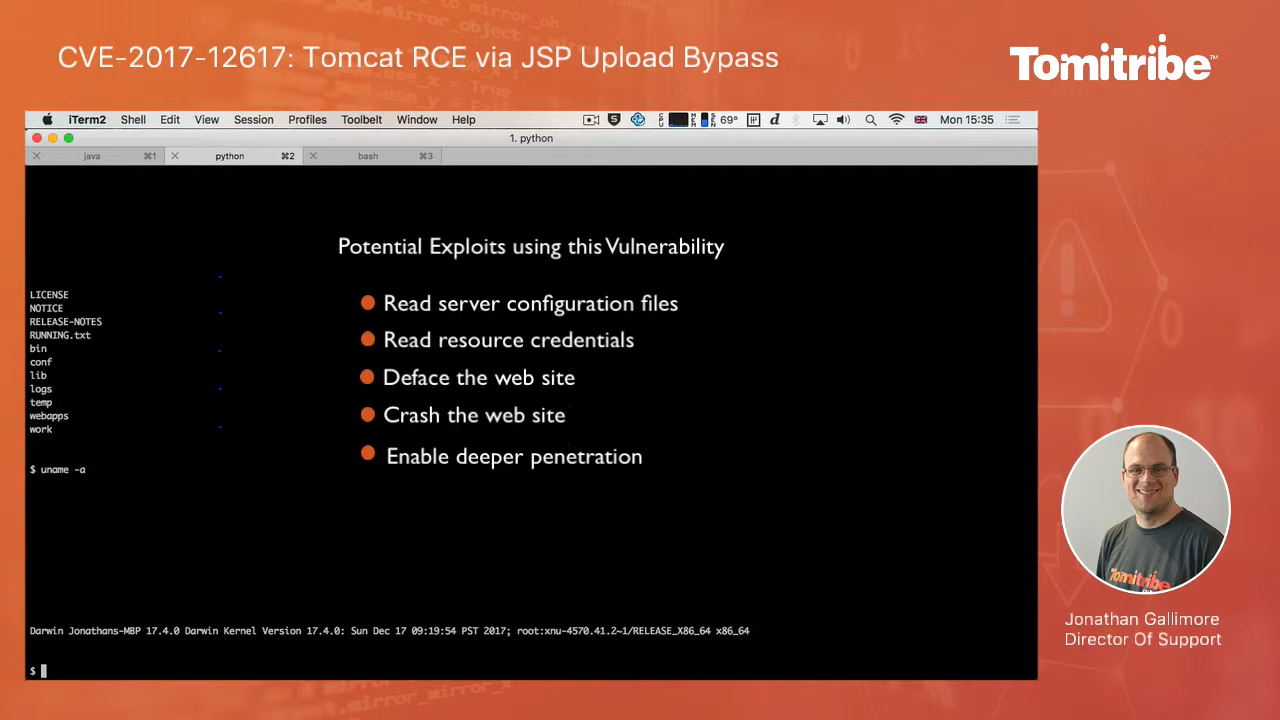 CVE-2017-12617: Tomcat RCE via JSP Upload Bypass
Tomitribe™
iTerm2 Shell Edit View Session Profiles Toolbelt Window Help 69° Mon 15:35
1. python
java ⌘1 python ⌘2 bash ⌘3
Potential Exploits using this Vulnerability
Read server configuration files
Read resource credentials
Deface the web site
Crash the web site
Enable deeper penetration
LICENSE
NOTICE
RELEASE-NOTES
RUNNING.txt
bin
conf
lib
logs
temp
webapps
work
$ uname -a
Darwin Jonathans-MBP 17.4.0 Darwin Kernel Version 17.4.0: Sun Dec 17 09:19:54 PST 2017; root:xnu-4570.41.2~1/RELEASE_X86_64 x86_64
$
Tomitribe
Jonathan Gallimore
Director Of Support